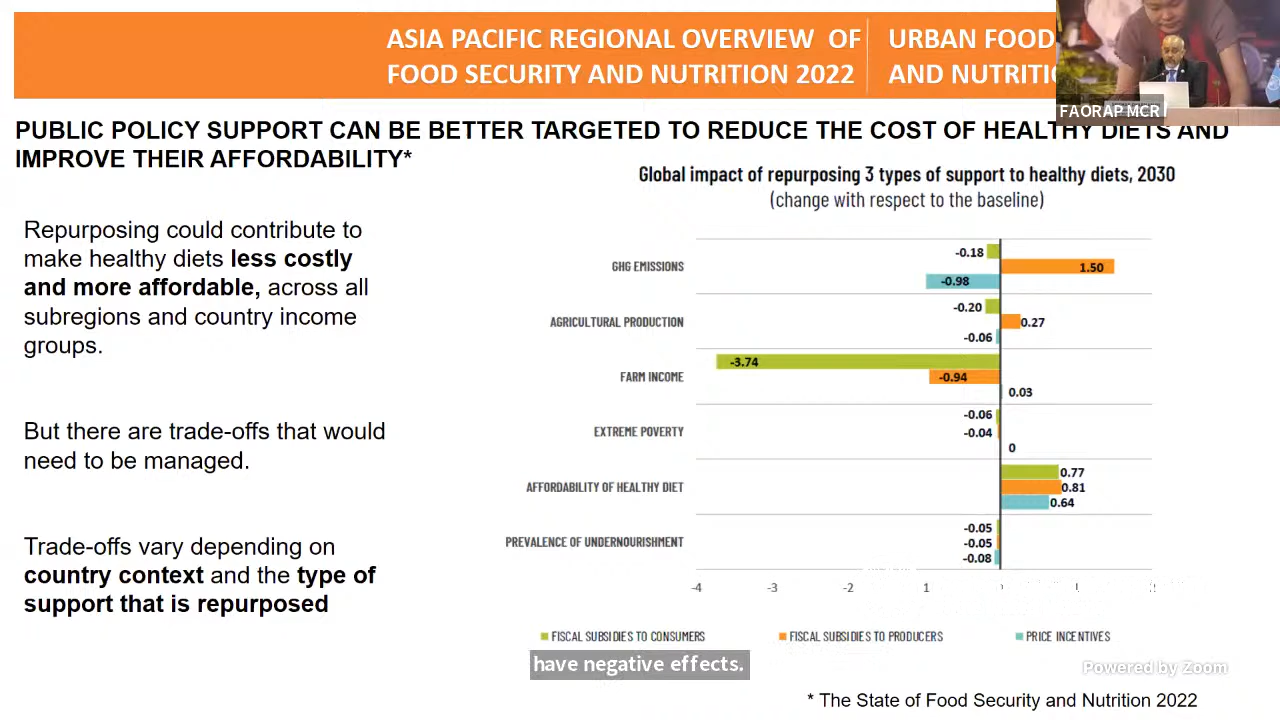 ASIA PACIFIC REGIONAL OVERVIEW OF
FOOD SECURITY AND NUTRITION 2022
URBAN FOOD
AND
FAORAP MCR
PUBLIC POLICY SUPPORT CAN BE BETTER TARGETED TO REDUCE THE COST OF HEALTHY DIETS AND
IMPROVE THEIR AFFORDABILITY*
Repurposing could contribute to
make healthy diets less costly
and more affordable, across all
subregions and country income
groups.
But there are trade-offs that would
need to be managed.
Trade-offs vary depending on
country context and the type of
support that is repurposed
Global impact of repurposing 3 types of support to healthy diets, 2030
(change with respect to the baseline)
-0.18
GHG EMISSIONS 1.50
-0.98
-0.20
AGRICULTURAL PRODUCTION 0.27
-0.06
-3.74
FARM INCOME -0.94
0.03
-0.06
EXTREME POVERTY -0.04
0
0.77
AFFORDABILITY OF HEALTHY DIET 0.81
0.64
-0.05
PREVALENCE OF UNDERNOURISHMENT -0.05
-0.08
-4 -3 -2 1
FISCAL SUBSIDIES TO CONSUMERS FISCAL SUBSIDIES TO PRODUCERS PRICE INCENTIVES
have negative effects.
Powered by Zoom
* The State of Food Security and Nutrition 2022